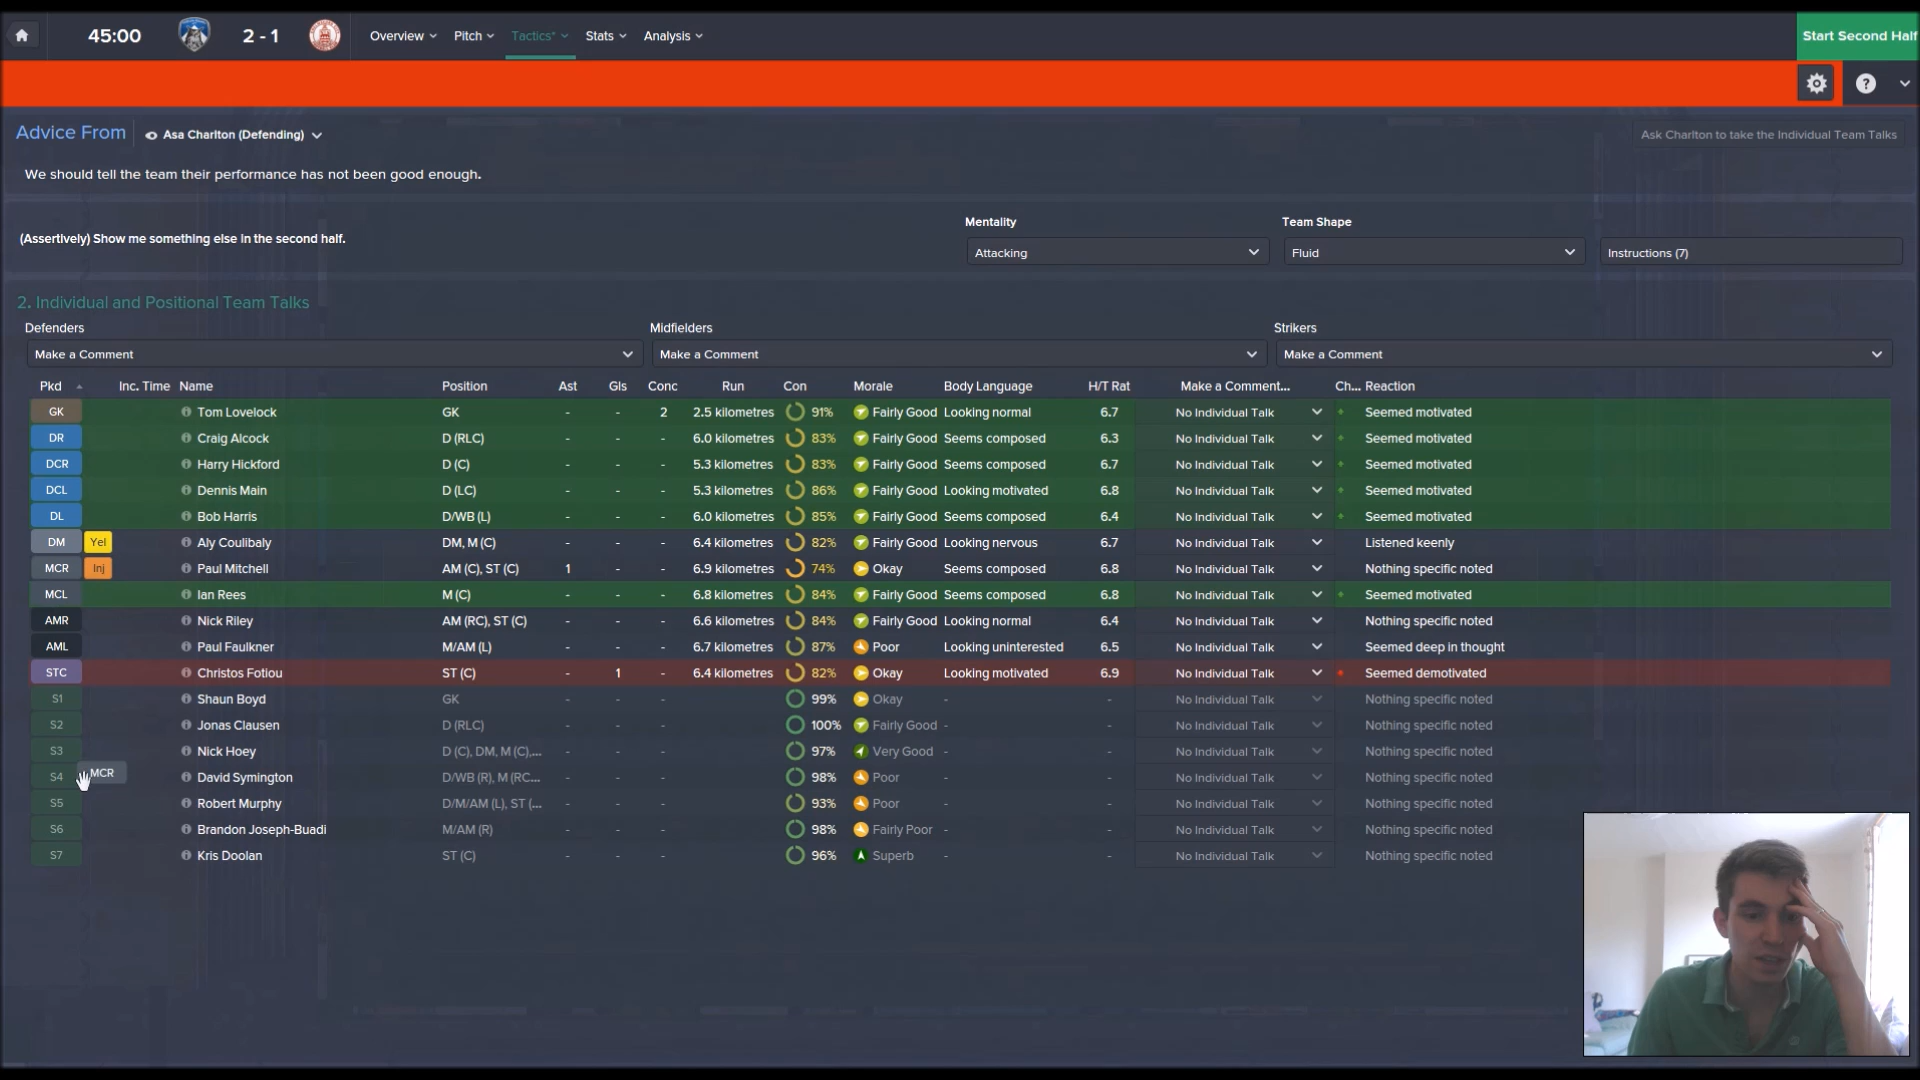 45:00 2 - 1 Overview Pitch Tactics* Stats Analysis Start Second Half
?
Advice From Asa Charlton (Defending) Ask Charlton to take the Individual Team Talks
We should tell the team their performance has not been good enough.
Mentality Team Shape
(Assertively) Show me something else in the second half.
Attacking Fluid Instructions (7)
2. Individual and Positional Team Talks
Defenders Midfielders Strikers
Make a Comment Make a Comment Make a Comment
Pkd Inc. Time Name Position Ast Gls Conc Run Con Morale Body Language H/T Rat Make a Comment... Ch... Reaction
GK Tom Lovelock GK - - 2 2.5 kilometres 91% Fairly Good Looking normal 6.7 No Individual Talk Seemed motivated
DR Craig Alcock D (RLC) - - - 6.0 kilometres 83% Fairly Good Seems composed 6.3 No Individual Talk Seemed motivated
DCR Harry Hickford D (C) - - - 5.3 kilometres 83% Fairly Good Seems composed 6.7 No Individual Talk Seemed motivated
DCL Dennis Main D (LC) - - - 5.3 kilometres 86% Fairly Good Looking motivated 6.8 No Individual Talk Seemed motivated
DL Bob Harris D/WB (L) - - - 6.0 kilometres 85% Fairly Good Seems composed 6.4 No Individual Talk Seemed motivated
DM Yel Aly Coulibaly DM, M (C) - - - 6.4 kilometres 82% Fairly Good Looking nervous 6.7 No Individual Talk Listened keenly
MCR Inj Paul Mitchell AM (C), ST (C) 1 - - 6.9 kilometres 74% Okay Seems composed 6.8 No Individual Talk Nothing specific noted
MCL Ian Rees M (C) - - - 6.8 kilometres 84% Fairly Good Seems composed 6.8 No Individual Talk Seemed motivated
AMR Nick Riley AM (RC), ST (C) - - - 6.6 kilometres 84% Fairly Good Looking normal 6.4 No Individual Talk Nothing specific noted
AML Paul Faulkner M/AM (L) - - - 6.7 kilometres 87% Poor Looking uninterested 6.5 No Individual Talk Seemed deep in thought
STC Christos Fotiou ST (C) - 1 - 6.4 kilometres 82% Okay Looking motivated 6.9 No Individual Talk Seemed demotivated
S1 Shaun Boyd GK - - - 99% Okay - - No Individual Talk Nothing specific noted
S2 Jonas Clausen D (RLC) - - - 100% Fairly Good - - No Individual Talk Nothing specific noted
S3 Nick Hoey D (C), DM, M (C),... - - - 97% Very Good - - No Individual Talk Nothing specific noted
S4 MCR David Symington D/WB (R), M (RC... - - - 98% Poor - - No Individual Talk Nothing specific noted
S5 Robert Murphy D/M/AM (L), ST (... - - - 93% Poor - - No Individual Talk Nothing specific noted
S6 Brandon Joseph-Buadi M/AM (R) - - - 98% Fairly Poor - - No Individual Talk Nothing specific noted
S7 Kris Doolan ST (C) - - - 96% Superb - - No Individual Talk Nothing specific noted